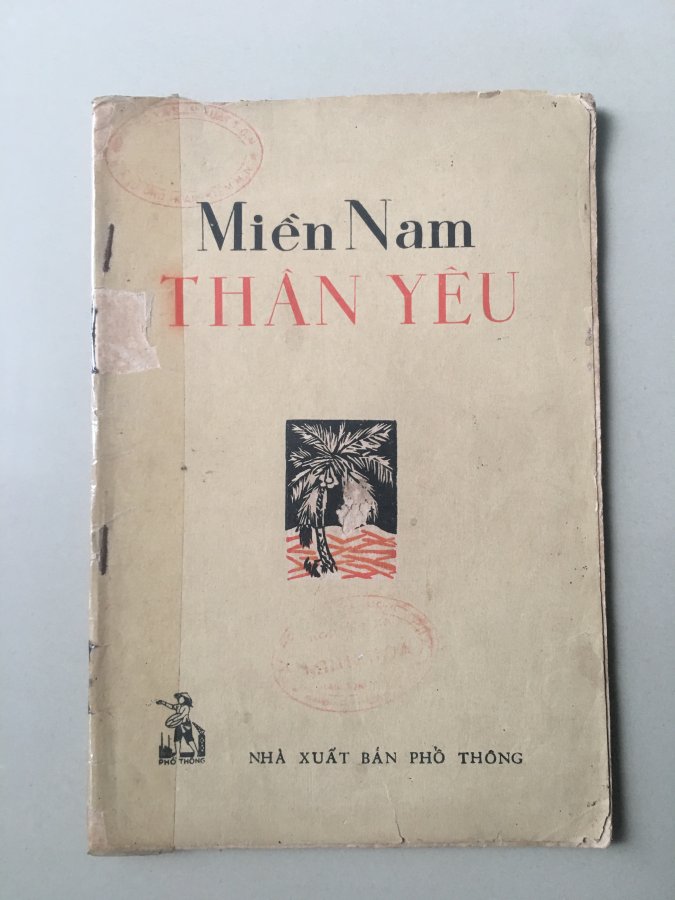 Miền Nam
THÂN YÊU
PHỔ THÔNG
NHÀ XUẤT BẢN PHỔ THÔNG